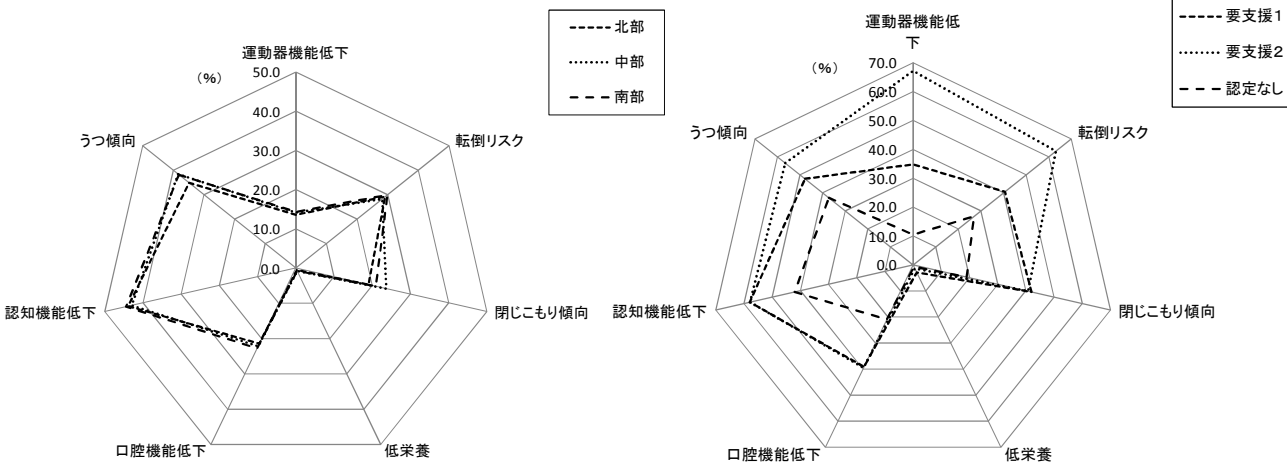 北部
中部
南部
運動器機能低下
(%)
50.0
40.0
30.0
20.0
10.0
0.0
うつ傾向
転倒リスク
認知機能低下
閉じこもり傾向
口腔機能低下
低栄養
要支援1
要支援2
認定なし
運動器機能低
下
(%)
70.0
60.0
50.0
40.0
30.0
20.0
10.0
0.0
うつ傾向
転倒リスク
認知機能低下
閉じこもり傾向
口腔機能低下
低栄養